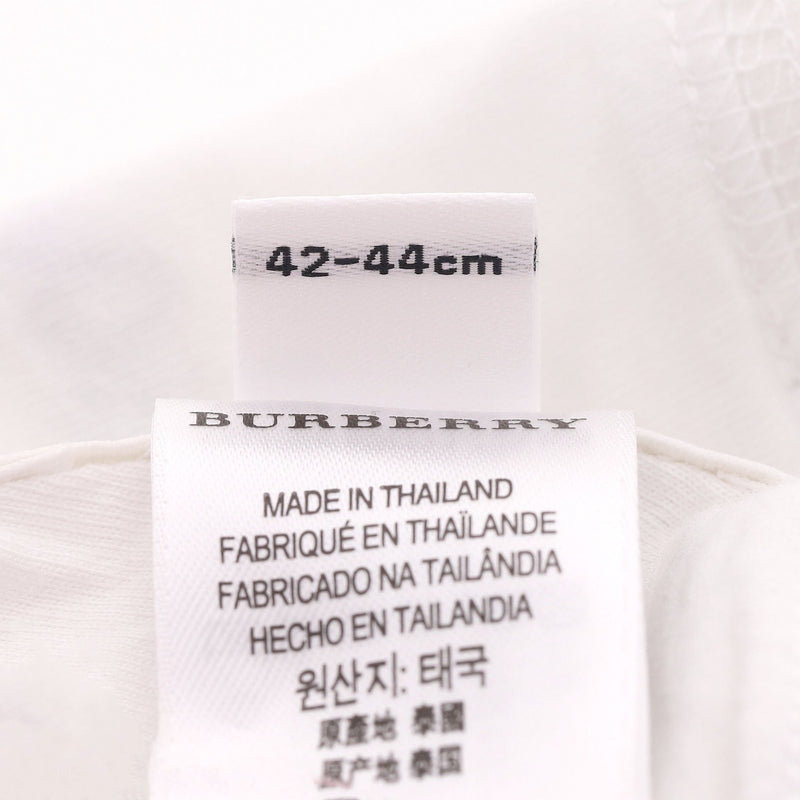 42-44cm
BURBERRY
MADE IN THAILAND
FABRIQUÉ EN THAÏLANDE
FABRICADO NA TAILÂNDIA
HECHO EN TAILANDIA
원산지: 태국
原產地 泰國
原产地 泰国